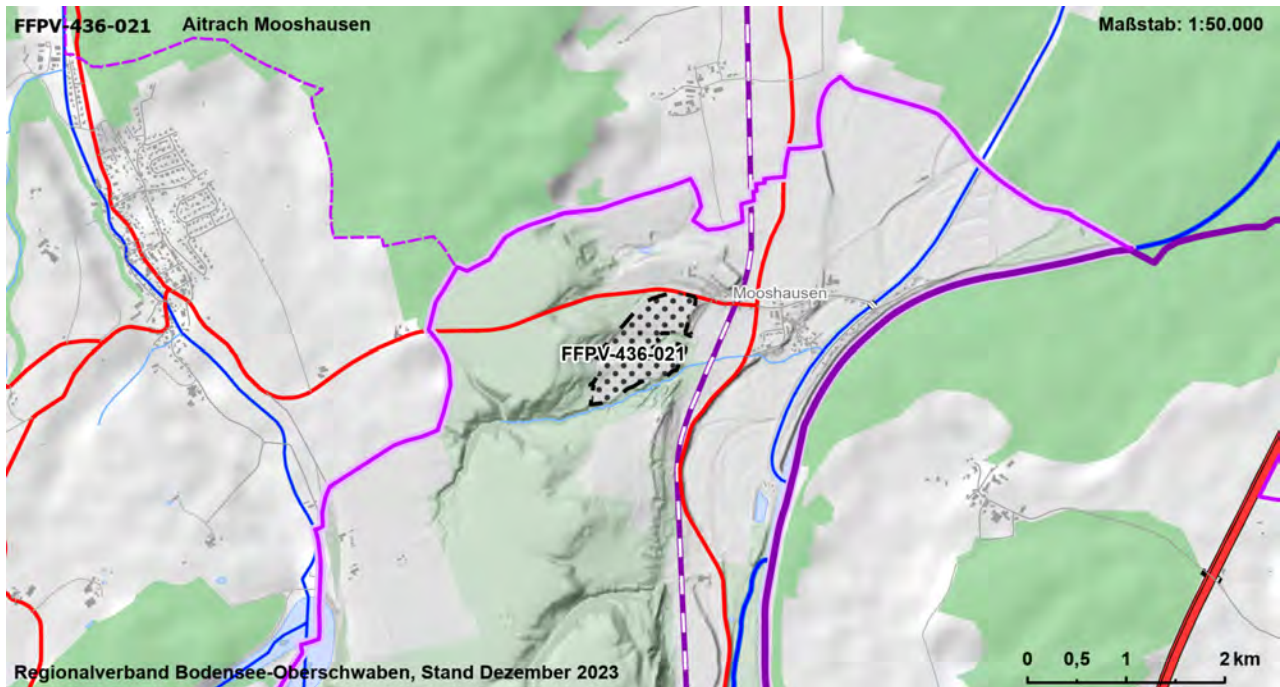 FFPV-436-021 Aitrach Mooshausen
Maßstab: 1:50.000
Mooshausen
FFPV-436-021
Regionalverband Bodensee-Oberschwaben, Stand Dezember 2023
0 0,5 1 2 km